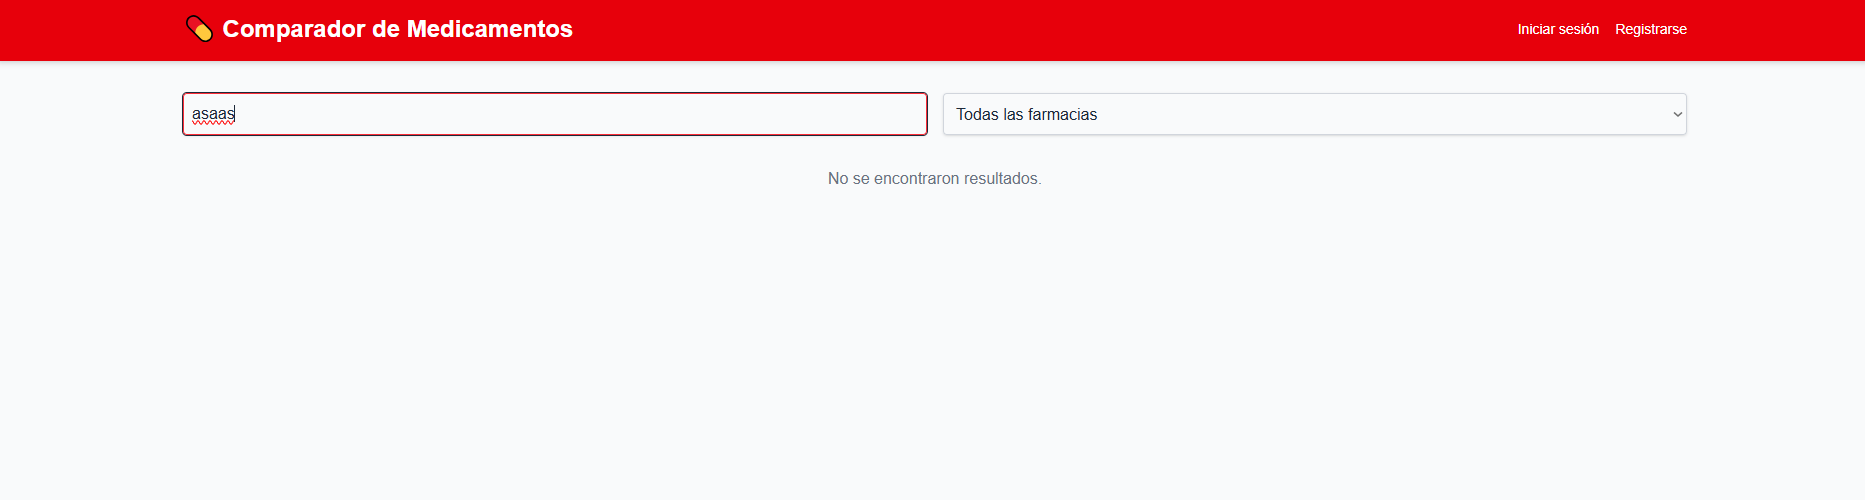 Comparador de Medicamentos
Iniciar sesión Registrarse
asaas
Todas las farmacias
No se encontraron resultados.